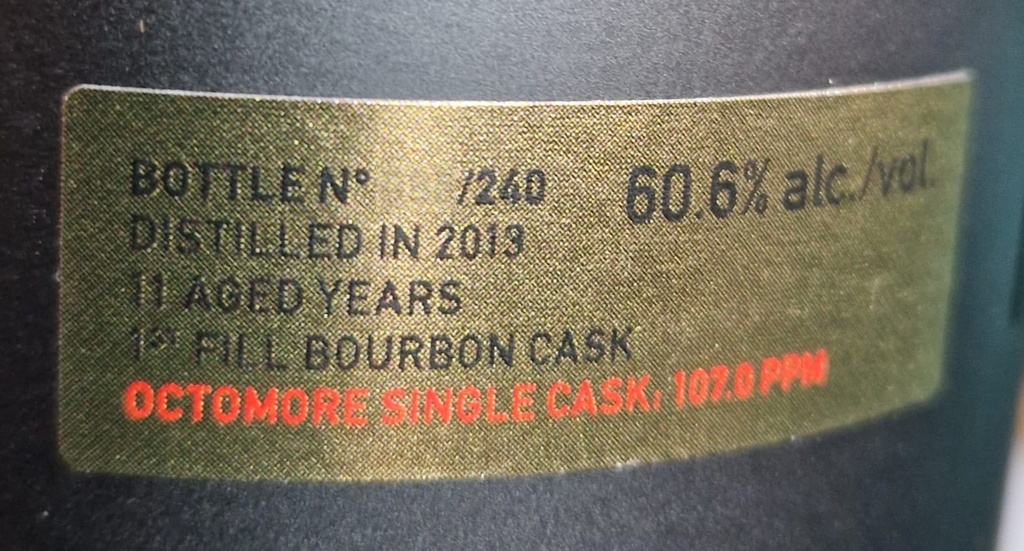 BOTTLE Nº /240
60.6% alc./vol.
DISTILLED IN 2013
11 AGED YEARS
1ST FILL BOURBON CASK
OCTOMORE SINGLE CASK, 107.0 PPM